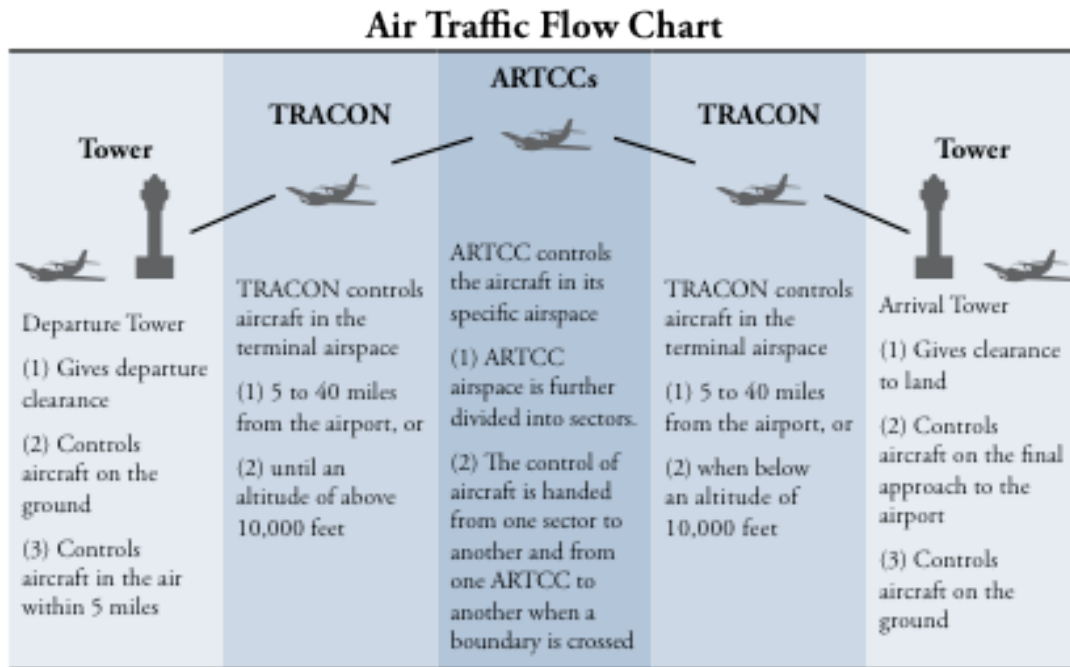 Air Traffic Flow Chart
Tower
Departure Tower
(1) Gives departure
clearance
(2) Controls
aircraft on the
ground
(3) Controls
aircraft in the air
within 5 miles
TRACON
TRACON controls
aircraft in the
terminal airspace
(1) 5 to 40 miles
from the airport, or
(2) until an
altitude of above
10,000 feet
ARTCCs
ARTCC controls
the aircraft in its
specific airspace
(1) ARTCC
airspace is further
divided into sectors.
(2) The control of
aircraft is handed
from one sector to
another and from
one ARTCC to
another when a
boundary is crossed
TRACON
TRACON controls
aircraft in the
terminal airspace
(1) 5 to 40 miles
from the airport, or
(2) when below
an altitude of
10,000 feet
Tower
Arrival Tower
(1) Gives clearance
to land
(2) Controls
aircraft on the final
approach to the
airport
(3) Controls
aircraft on the
ground